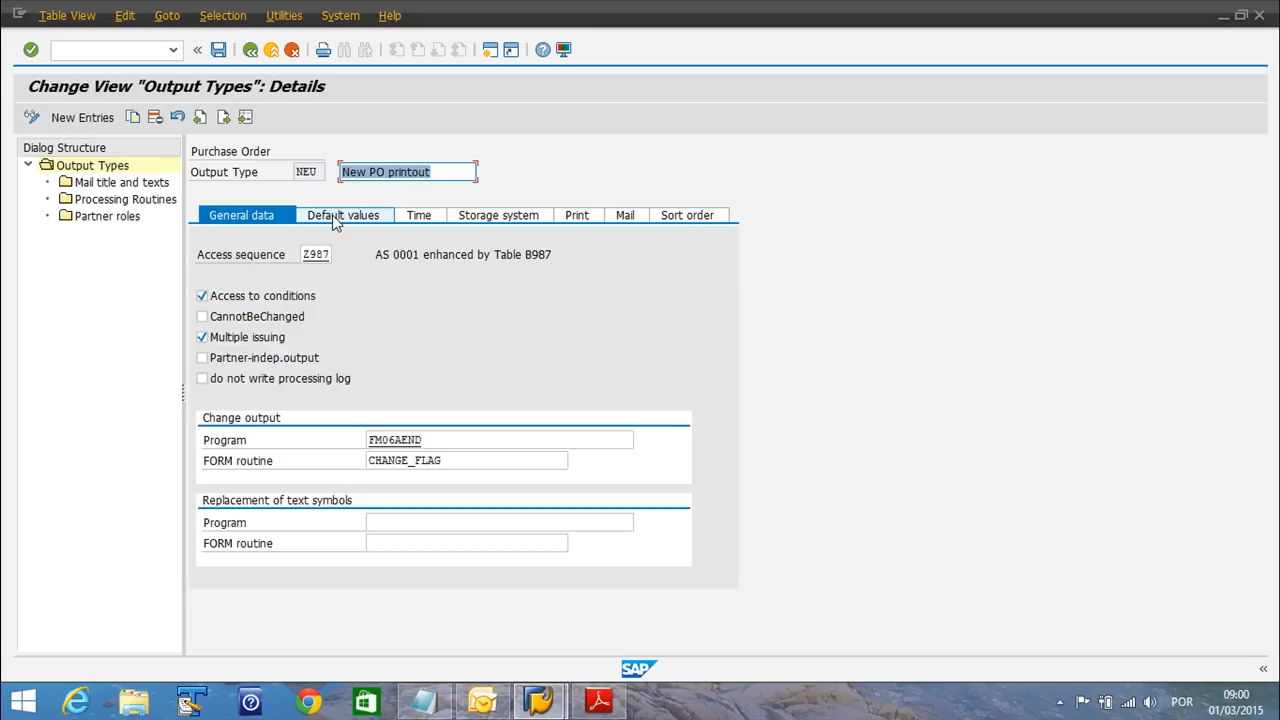 Table View Edit Goto Selection Utilities System Help
Change View "Output Types": Details
New Entries
Dialog Structure
Output Types
Mail title and texts
Processing Routines
Partner roles
Purchase Order
Output Type NEU New PO printout
General data Default values Time Storage system Print Mail Sort order
Access sequence Z987 AS 0001 enhanced by Table B987
Access to conditions
CannotBeChanged
Multiple issuing
Partner-indep.output
do not write processing log
Change output
Program FM06AEND
FORM routine CHANGE_FLAG
Replacement of text symbols
Program
FORM routine
SAP
POR
09:00
01/03/2015